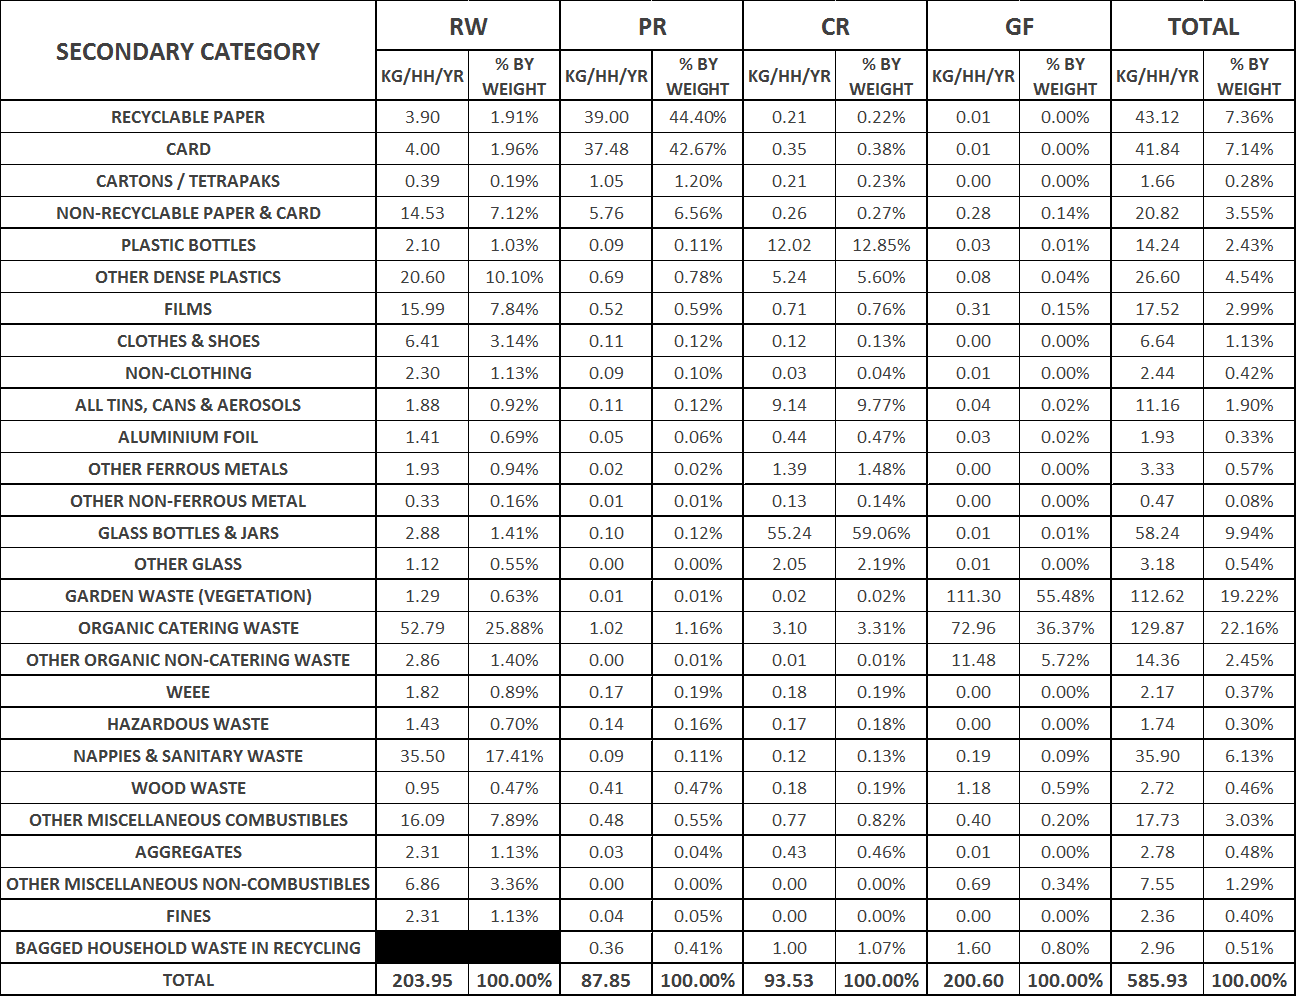 SECONDARY CATEGORY RW PR CR GF TOTAL
KG/HH/YR % BY WEIGHT KG/HH/YR % BY WEIGHT KG/HH/YR % BY WEIGHT KG/HH/YR % BY WEIGHT KG/HH/YR % BY WEIGHT
RECYCLABLE PAPER 3.90 1.91% 39.00 44.40% 0.21 0.22% 0.01 0.00% 43.12 7.36%
CARD 4.00 1.96% 37.48 42.67% 0.35 0.38% 0.01 0.00% 41.84 7.14%
CARTONS / TETRAPAKS 0.39 0.19% 1.05 1.20% 0.21 0.23% 0.00 0.00% 1.66 0.28%
NON-RECYCLABLE PAPER & CARD 14.53 7.12% 5.76 6.56% 0.26 0.27% 0.28 0.14% 20.82 3.55%
PLASTIC BOTTLES 2.10 1.03% 0.09 0.11% 12.02 12.85% 0.03 0.01% 14.24 2.43%
OTHER DENSE PLASTICS 20.60 10.10% 0.69 0.78% 5.24 5.60% 0.08 0.04% 26.60 4.54%
FILMS 15.99 7.84% 0.52 0.59% 0.71 0.76% 0.31 0.15% 17.52 2.99%
CLOTHES & SHOES 6.41 3.14% 0.11 0.12% 0.12 0.13% 0.00 0.00% 6.64 1.13%
NON-CLOTHING 2.30 1.13% 0.09 0.10% 0.03 0.04% 0.01 0.00% 2.44 0.42%
ALL TINS, CANS & AEROSOLS 1.88 0.92% 0.11 0.12% 9.14 9.77% 0.04 0.02% 11.16 1.90%
ALUMINIUM FOIL 1.41 0.69% 0.05 0.06% 0.44 0.47% 0.03 0.02% 1.93 0.33%
OTHER FERROUS METALS 1.93 0.94% 0.02 0.02% 1.39 1.48% 0.00 0.00% 3.33 0.57%
OTHER NON-FERROUS METAL 0.33 0.16% 0.01 0.01% 0.13 0.14% 0.00 0.00% 0.47 0.08%
GLASS BOTTLES & JARS 2.88 1.41% 0.10 0.12% 55.24 59.06% 0.01 0.01% 58.24 9.94%
OTHER GLASS 1.12 0.55% 0.00 0.00% 2.05 2.19% 0.01 0.00% 3.18 0.54%
GARDEN WASTE (VEGETATION) 1.29 0.63% 0.01 0.01% 0.02 0.02% 111.30 55.48% 112.62 19.22%
ORGANIC CATERING WASTE 52.79 25.88% 1.02 1.16% 3.10 3.31% 72.96 36.37% 129.87 22.16%
OTHER ORGANIC NON-CATERING WASTE 2.86 1.40% 0.00 0.01% 0.01 0.01% 11.48 5.72% 14.36 2.45%
WEEE 1.82 0.89% 0.17 0.19% 0.18 0.19% 0.00 0.00% 2.17 0.37%
HAZARDOUS WASTE 1.43 0.70% 0.14 0.16% 0.17 0.18% 0.00 0.00% 1.74 0.30%
NAPPIES & SANITARY WASTE 35.50 17.41% 0.09 0.11% 0.12 0.13% 0.19 0.09% 35.90 6.13%
WOOD WASTE 0.95 0.47% 0.41 0.47% 0.18 0.19% 1.18 0.59% 2.72 0.46%
OTHER MISCELLANEOUS COMBUSTIBLES 16.09 7.89% 0.48 0.55% 0.77 0.82% 0.40 0.20% 17.73 3.03%
AGGREGATES 2.31 1.13% 0.03 0.04% 0.43 0.46% 0.01 0.00% 2.78 0.48%
OTHER MISCELLANEOUS NON-COMBUSTIBLES 6.86 3.36% 0.00 0.00% 0.00 0.00% 0.69 0.34% 7.55 1.29%
FINES 2.31 1.13% 0.04 0.05% 0.00 0.00% 0.00 0.00% 2.36 0.40%
BAGGED HOUSEHOLD WASTE IN RECYCLING 0.36 0.41% 1.00 1.07% 1.60 0.80% 2.96 0.51%
TOTAL 203.95 100.00% 87.85 100.00% 93.53 100.00% 200.60 100.00% 585.93 100.00%